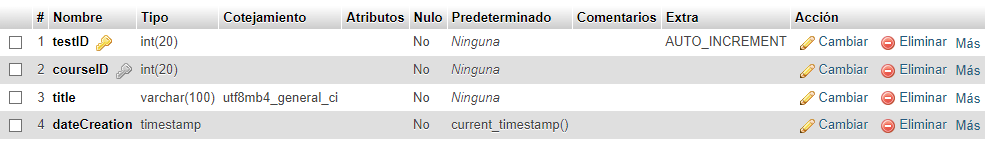 # Nombre Tipo Cotejamiento Atributos Nulo Predeterminado Comentarios Extra Acción
1 testID int(20) No Ninguna AUTO_INCREMENT Cambiar Eliminar Más
2 courseID int(20) No Ninguna Cambiar Eliminar Más
3 title varchar(100) utf8mb4_general_ci No Ninguna Cambiar Eliminar Más
4 dateCreation timestamp No current_timestamp() Cambiar Eliminar Más